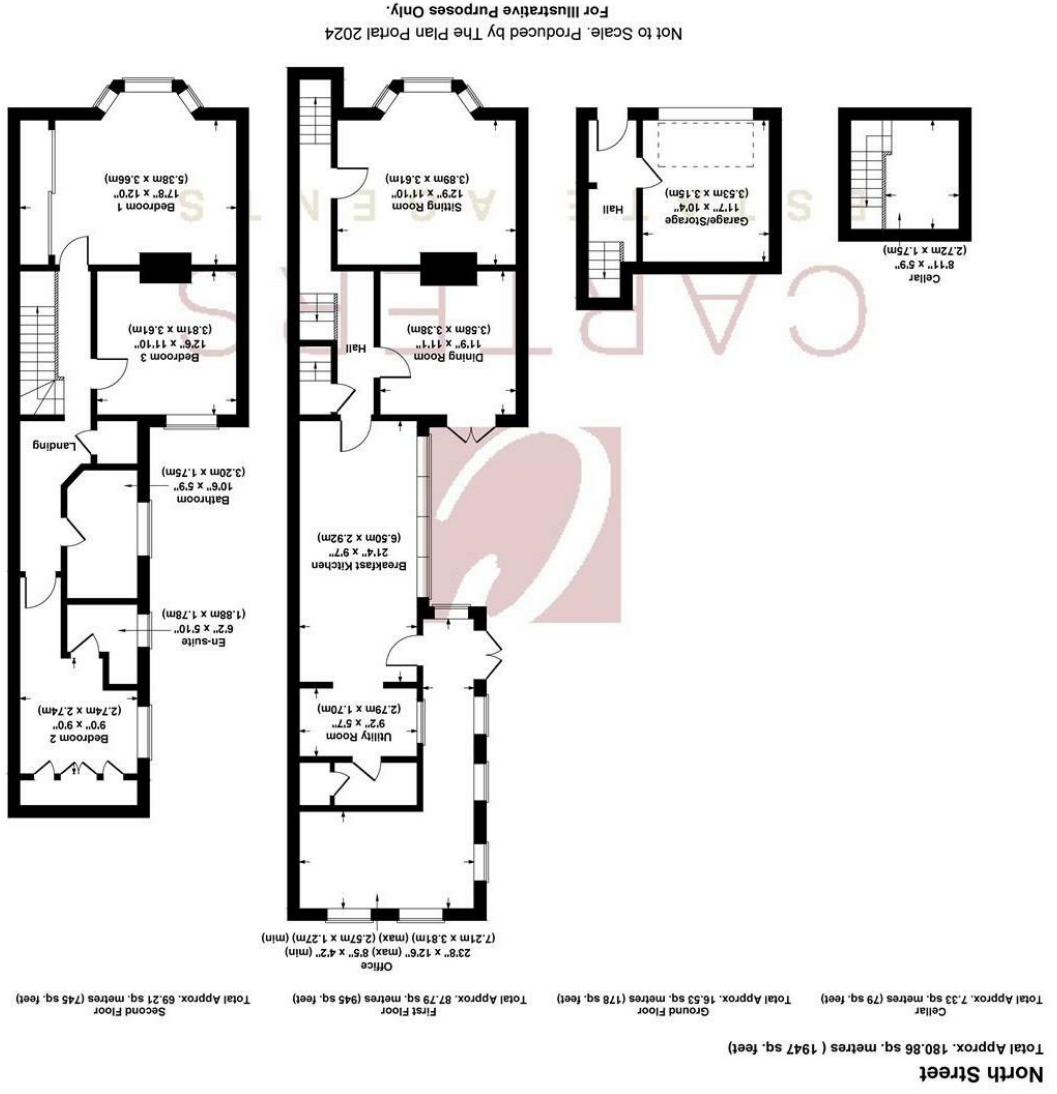 North Street
Total Approx. 180.86 sq. metres ( 1947 sq. feet)
Cellar
Total Approx. 7.33 sq. metres (79 sq. feet)
Ground Floor
Total Approx. 16.53 sq. metres (178 sq. feet)
First Floor
Total Approx. 87.79 sq. metres (945 sq. feet)
Second Floor
Total Approx. 69.21 sq. metres (745 sq. feet)
Cellar
8'11" x 5'9"
(2.72m x 1.75m)
Garage/Storage
11'7" x 10'4"
(3.53m x 3.15m)
Hall
Office
23'8" x 12'6" (max) 8'5" x 4'2" (min)
(7.21m x 3.81m) (max) (2.57m x 1.27m) (min)
Utility Room
9'2" x 5'7"
(2.79m x 1.70m)
Breakfast Kitchen
21'4" x 9'7"
(6.50m x 2.92m)
Dining Room
11'9" x 11'1"
(3.58m x 3.38m)
Hall
Sitting Room
12'9" x 11'10"
(3.89m x 3.61m)
Bedroom 2
9'0" x 9'0"
(2.74m x 2.74m)
En-suite
6'2" x 5'10"
(1.88m x 1.78m)
Bathroom
10'6" x 5'9"
(3.20m x 1.75m)
Landing
Bedroom 3
12'6" x 11'10"
(3.81m x 3.61m)
Bedroom 1
17'8" x 12'0"
(5.38m x 3.66m)
CARTERS
ESTATE AGENTS
Not to Scale. Produced by The Plan Portal 2024
For Illustrative Purposes Only.